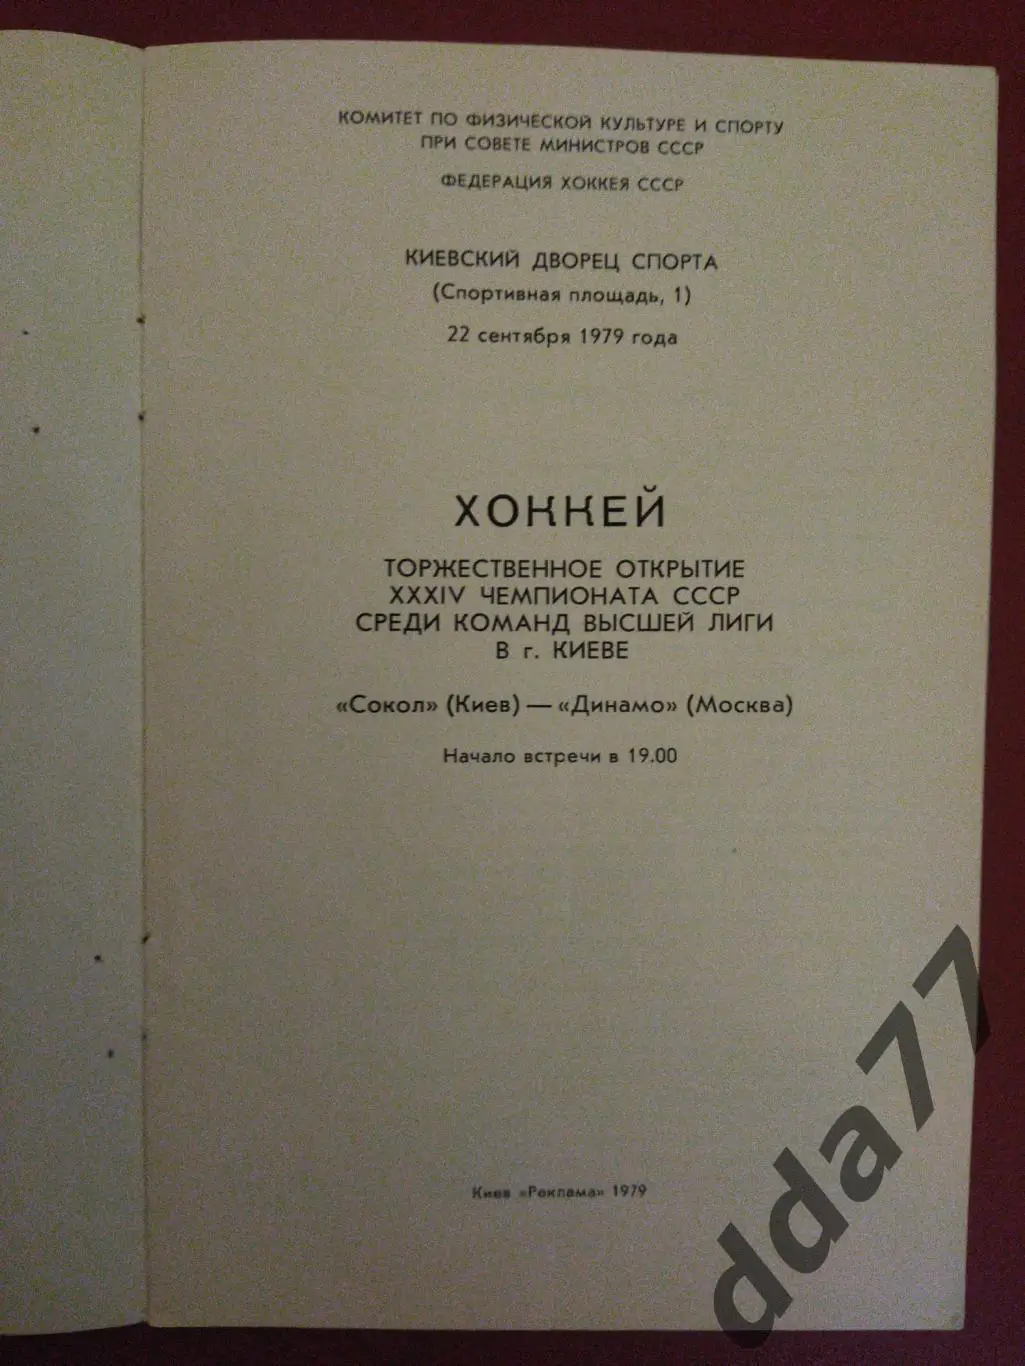 КОМИТЕТ ПО ФИЗИЧЕСКОЙ КУЛЬТУРЕ И СПОРТУ
ПРИ СОВЕТЕ МИНИСТРОВ СССР
ФЕДЕРАЦИЯ ХОККЕЯ СССР
КИЕВСКИЙ ДВОРЕЦ СПОРТА
(Спортивная площадь, 1)
22 сентября 1979 года
ХОККЕЙ
ТОРЖЕСТВЕННОЕ ОТКРЫТИЕ
XXXIV ЧЕМПИОНАТА СССР
СРЕДИ КОМАНД ВЫСШЕЙ ЛИГИ
В г. КИЕВЕ
«Сокол» (Киев) — «Динамо» (Москва)
Начало встречи в 19.00
Киев «Реклама» 1979
dda77